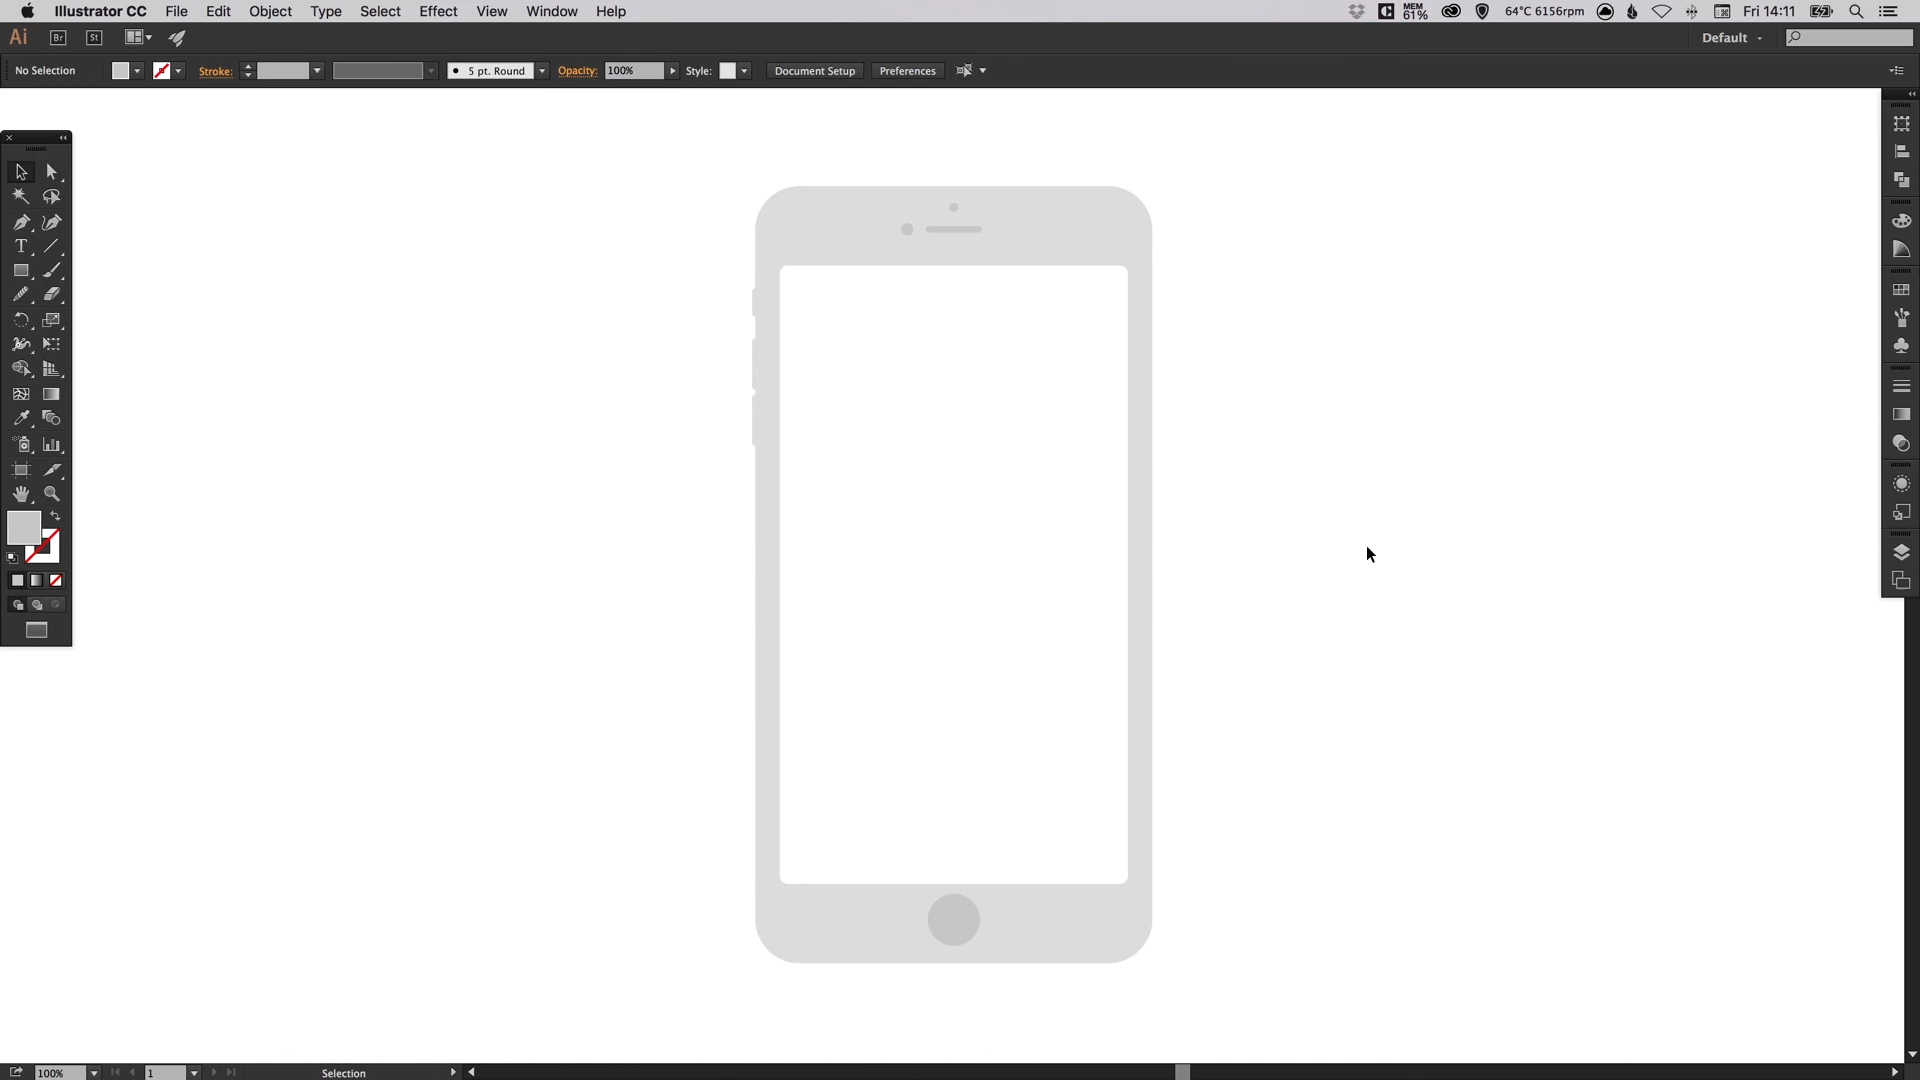 Illustrator CC File Edit Object Type Select Effect View Window Help MEM 61% 64°C 6156rpm Fri 14:11
Ai Br St Default
No Selection Stroke: 5 pt. Round Opacity: 100% Style: Document Setup Preferences
T
100% 1 Selection